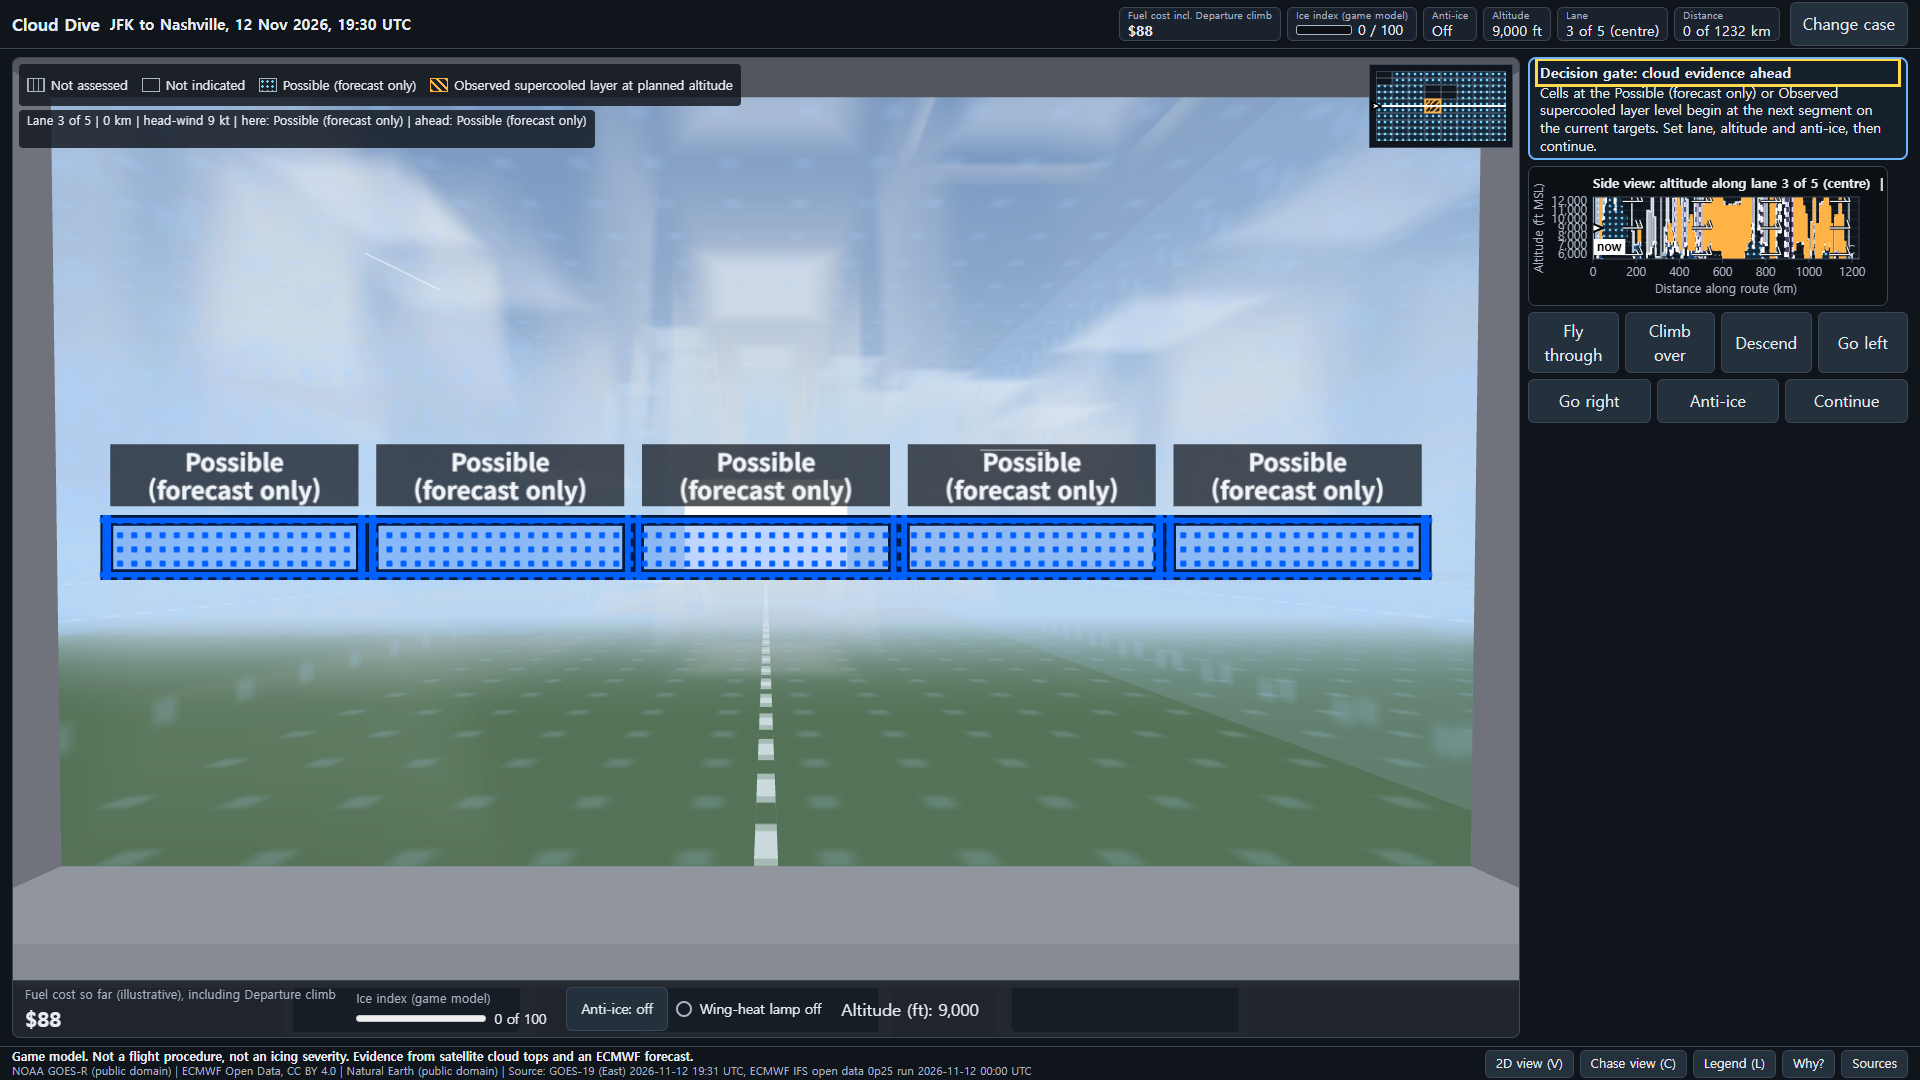 Cloud Dive JFK to Nashville, 12 Nov 2026, 19:30 UTC
Fuel cost incl. Departure climb
$88
Ice index (game model)
0 / 100
Anti-ice
Off
Altitude
9,000 ft
Lane
3 of 5 (centre)
Distance
0 of 1232 km
Change case
Not assessed
Not indicated
Possible (forecast only)
Observed supercooled layer at planned altitude
Lane 3 of 5 | 0 km | head-wind 9 kt | here: Possible (forecast only) | ahead: Possible (forecast only)
Decision gate: cloud evidence ahead
Cells at the Possible (forecast only) or Observed
supercooled layer level begin at the next segment on
the current targets. Set lane, altitude and anti-ice, then
continue.
Side view: altitude along lane 3 of 5 (centre) |
Altitude (ft MSL)
12,000
10,000
9,000
8,000
6,000
now
0 200 400 600 800 1000 1200
Distance along route (km)
Fly
through
Climb
over
Descend
Go left
Go right
Anti-ice
Continue
Possible
(forecast only)
Possible
(forecast only)
Possible
(forecast only)
Possible
(forecast only)
Possible
(forecast only)
Fuel cost so far (illustrative), including Departure climb
$88
Ice index (game model)
0 of 100
Anti-ice: off
Wing-heat lamp off
Altitude (ft): 9,000
Game model. Not a flight procedure, not an icing severity. Evidence from satellite cloud tops and an ECMWF forecast.
NOAA GOES-R (public domain) | ECMWF Open Data, CC BY 4.0 | Natural Earth (public domain) | Source: GOES-19 (East) 2026-11-12 19:31 UTC, ECMWF IFS open data 0p25 run 2026-11-12 00:00 UTC
2D view (V)
Chase view (C)
Legend (L)
Why?
Sources